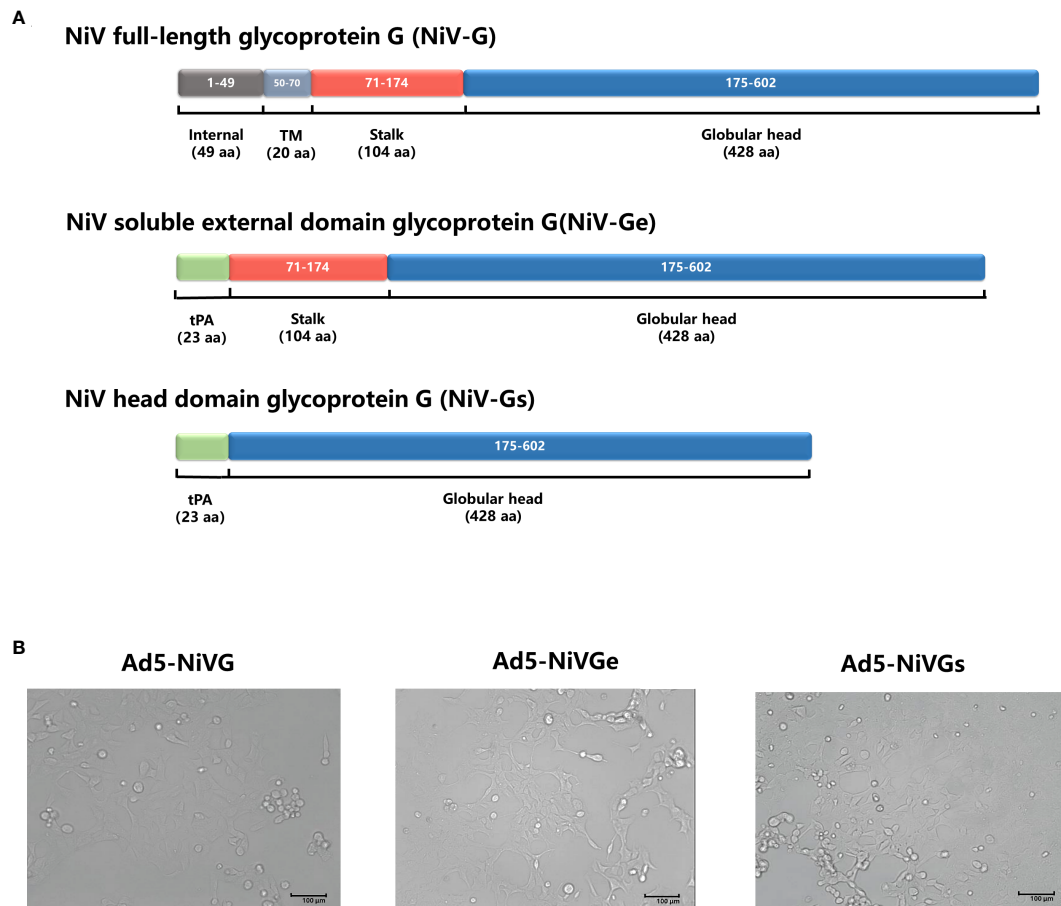 A
NiV full-length glycoprotein G (NiV-G)
1-49 50-70 71-174 175-602
Internal TM Stalk Globular head
(49 aa) (20 aa) (104 aa) (428 aa)
NiV soluble external domain glycoprotein G(NiV-Ge)
71-174 175-602
tPA Stalk Globular head
(23 aa) (104 aa) (428 aa)
NiV head domain glycoprotein G (NiV-Gs)
175-602
tPA Globular head
(23 aa) (428 aa)
B
Ad5-NiVG Ad5-NiVGe Ad5-NiVGs
100 μm 100 μm 100 μm